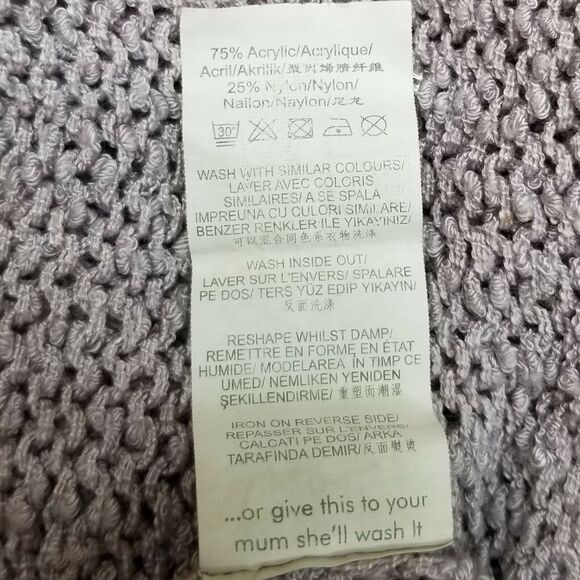 75% Acrylic/Acrylique/
Acril/Akrilik/聚丙烯腈纤维
25% Nylon/Nylon/
Nailon/Naylon/尼龙
30°
WASH WITH SIMILAR COLOURS/
LAVER AVEC COLORIS
SIMILAIRES/ A SE SPALA
IMPREUNA CU CULORI SIMILARE/
BENZER RENKLER ILE YIKAYINIZ/
可以混合同色系衣物洗涤
WASH INSIDE OUT/
LAVER SUR L'ENVERS/ SPALARE
PE DOS/ TERS YÜZ EDIP YIKAYIN/
反面洗涤
RESHAPE WHILST DAMP/
REMETTRE EN FORME EN ÉTAT
HUMIDE/ MODELAREA ÎN TIMP CE
UMED/ NEMLIKEN YENIDEN
ŞEKILLENDIRME/ 重塑而潮湿
IRON ON REVERSE SIDE/
REPASSER SUR L'ENVERS/
CALCATI PE DOS/ ARKA
TARAFINDA DEMIR/反面熨烫
...or give this to your
mum she'll wash It